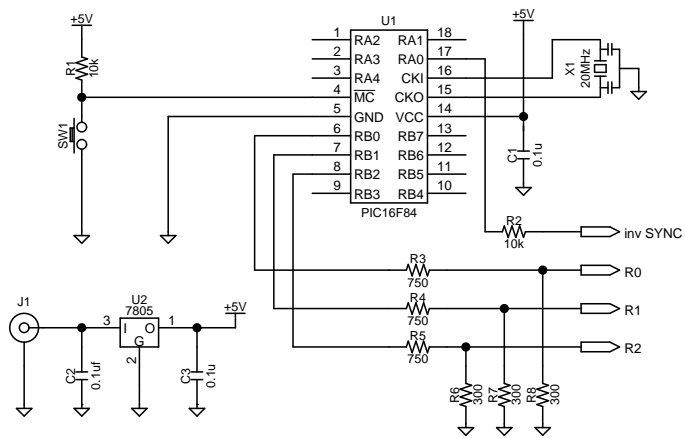 +5V
R1
10k
SW1
U1
1 RA2 RA1 18
2 RA3 RA0 17
3 RA4 CKI 16
4 MC CKO 15
5 GND VCC 14
6 RB0 RB7 13
7 RB1 RB6 12
8 RB2 RB5 11
9 RB3 RB4 10
PIC16F84
+5V
X1
20MHz
C1
0.1u
R2
10k
inv SYNC
R3
750
R0
R4
750
R1
R5
750
R2
R6
300
R7
300
R8
300
J1
C2
0.1uf
U2
7805
3 I O 1
G
2
+5V
C3
0.1u